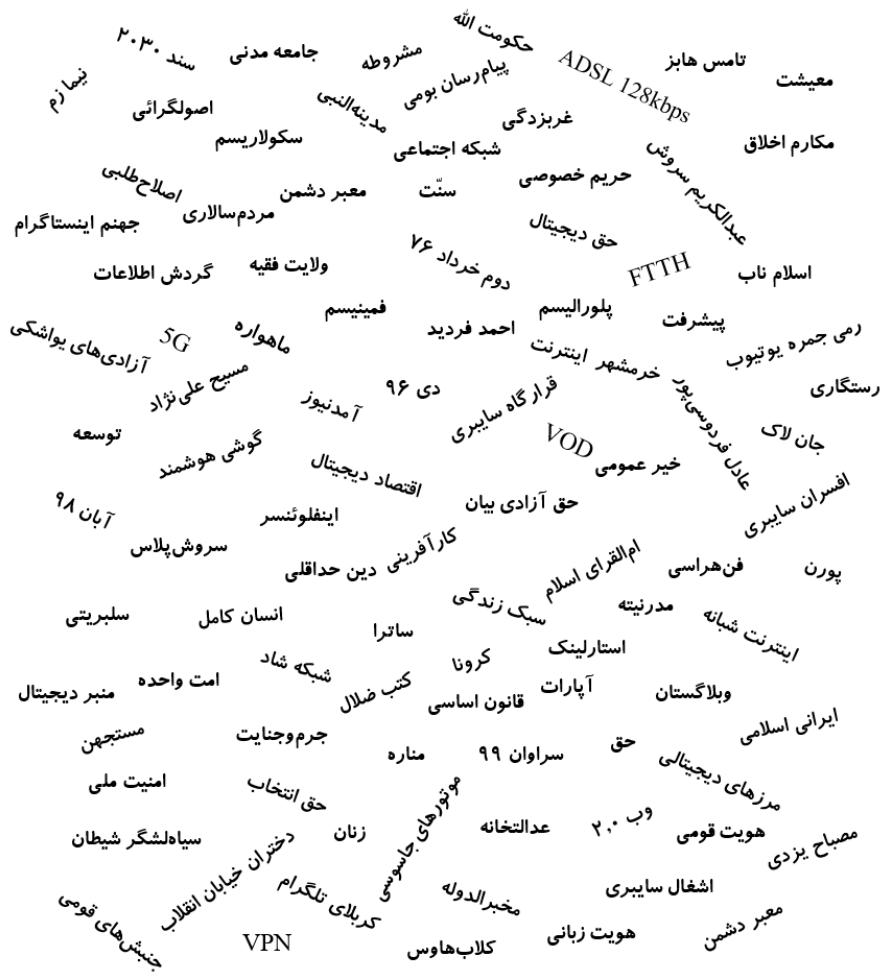 حکومت الله
سند ۲۰۳۰
جامعه مدنی
مشروطه
تامس هابز
ADSL 128kbps
معیشت
نیما زم
پیام‌رسان بومی
اصولگرائی
مدینه‌النبی
غربزدگی
سکولاریسم
شبکه اجتماعی
مکارم اخلاق
عبدالکریم سروش
اصلاح‌طلبی
معبر دشمن
سنّت
حریم خصوصی
مردم‌سالاری
جهنم اینستاگرام
حق دیجیتال
دوم خرداد ۷۶
ولایت فقیه
گردش اطلاعات
FTTH
اسلام ناب
فمینیسم
پلورالیسم
پیشرفت
احمد فردید
ماهواره
5G
آزادی‌های یواشکی
رمی جمره یوتیوب
خرمشهر اینترنت
مسیح علی‌نژاد
دی ۹۶
رستگاری
آمدنیوز
قرارگاه سایبری
عادل فردوسی‌پور
جان لاک
توسعه
گوشی هوشمند
VOD
خیر عمومی
اقتصاد دیجیتال
حق آزادی بیان
افسران سایبری
آبان ۹۸
اینفلوئنسر
سروش‌پلاس
کارآفرینی
دین حداقلی
ام‌القرای اسلام
فن‌هراسی
پورن
سبک زندگی
مدرنیته
اینترنت شبانه
سلبریتی
انسان کامل
ساترا
استارلینک
کرونا
شبکه شاد
امت واحده
منبر دیجیتال
کتب ضلال
آپارات
قانون اساسی
وبلاگستان
ایرانی اسلامی
مستجهن
جرم‌وجنایت
مناره
سراوان ۹۹
حق
مرزهای دیجیتالی
امنیت ملی
حق انتخاب
موتورهای جاسوسی
وب ۲,۰
هویت قومی
عدالتخانه
زنان
سیاه‌لشگر شیطان
مصباح یزدی
دختران خیابان انقلاب
کربلای تلگرام
مخبرالدوله
اشغال سایبری
جنبش‌های قومی
VPN
کلاب‌هاوس
هویت زبانی
معبر دشمن